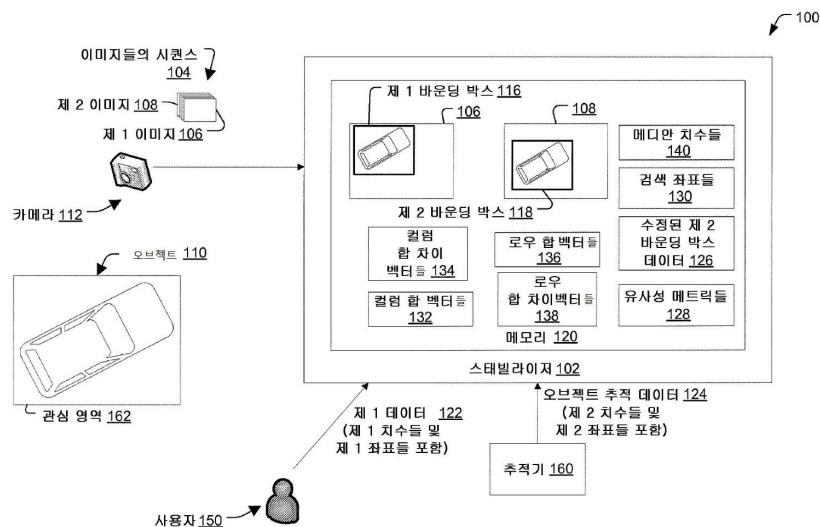 100
이미지들의 시퀀스
104
제 2 이미지 108
제 1 이미지 106
카메라 112
오브젝트 110
관심 영역 162
제 1 바운딩 박스 116
106
108
제 2 바운딩 박스 118
컬럼
합 차이
벡터들 134
로우 합 벡터들
136
컬럼 합 벡터들
132
로우
합 차이벡터들
138
메디안 치수들
140
검색 좌표들
130
수정된 제 2
바운딩 박스
데이터 126
유사성 메트릭들
128
메모리 120
스태빌라이저 102
제 1 데이터 122
(제 1 치수들 및
제 1 좌표들 포함)
오브젝트 추적 데이터 124
(제 2 치수들 및
제 2 좌표들 포함)
추적기 160
사용자 150